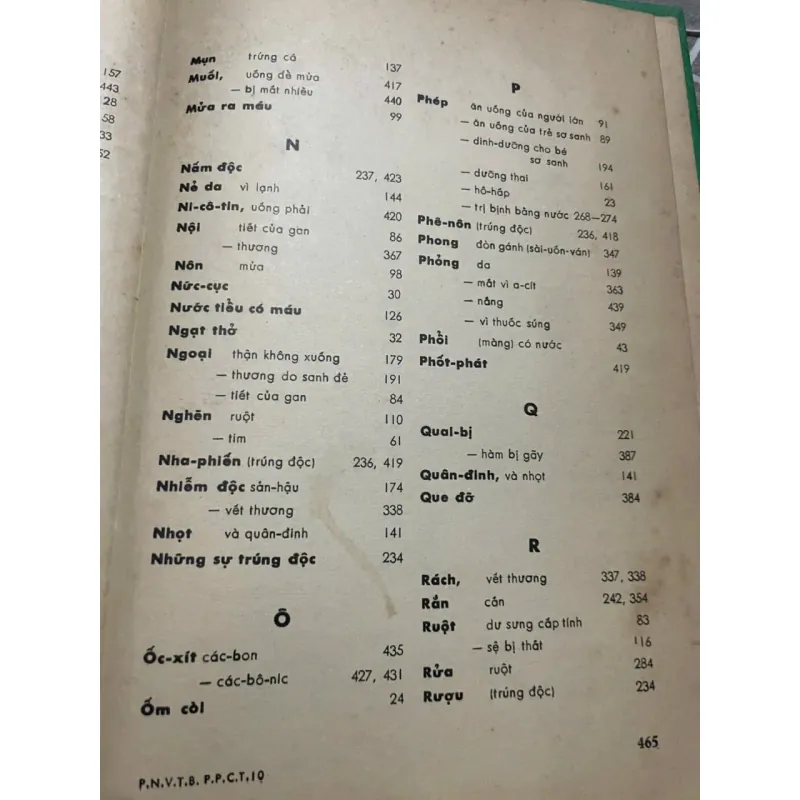 157
443
28
58
33
52
Mụn trứng cá 137
Muối, uống để mửa 417
— bị mất nhiều 440
Mửa ra máu 99
N
Nấm độc 237, 423
Nẻ da vì lạnh 144
Ni-cô-tin, uống phải 420
Nội tiết của gan 86
— thương 367
Nôn mửa 98
Nức-cục 30
Nước tiểu có máu 126
Ngạt thở 32
Ngoại thận không xuống 179
— thương do sanh đẻ 191
— tiết của gan 84
Nghẽn ruột 110
— tim 61
Nha-phiến (trúng độc) 236, 419
Nhiễm độc sán-hậu 174
— vết thương 338
Nhọt và quân-đinh 141
Những sự trúng độc 234
Ô
Ốc-xít các-bon 435
— các-bô-nic 427, 431
Ốm còi 24
P.N.V.T.B. P.P.C.T.10
P
Phép ăn uống của người lớn 91
— ăn uống của trẻ sơ sanh 89
— dinh-dưỡng cho bé
sơ sanh 194
— dưỡng thai 161
— hô-hấp 23
— trị bịnh bằng nước 268—274
Phê-nôn (trúng độc) 236, 418
Phong đòn gánh (sài-uốn-ván) 347
Phỏng da 139
— mắt vì a-cít 363
— nắng 439
— vì thuốc súng 349
Phổi (màng) có nước 43
Phốt-phát 419
Q
Quai-bị 221
— hàm bị gãy 387
Quân-đinh, và nhọt 141
Que đỡ 384
R
Rách, vết thương 337, 338
Rắn cắn 242, 354
Ruột dư sưng cấp tính 83
— sệ bị thắt 116
Rửa ruột 284
Rượu (trúng độc) 234
465